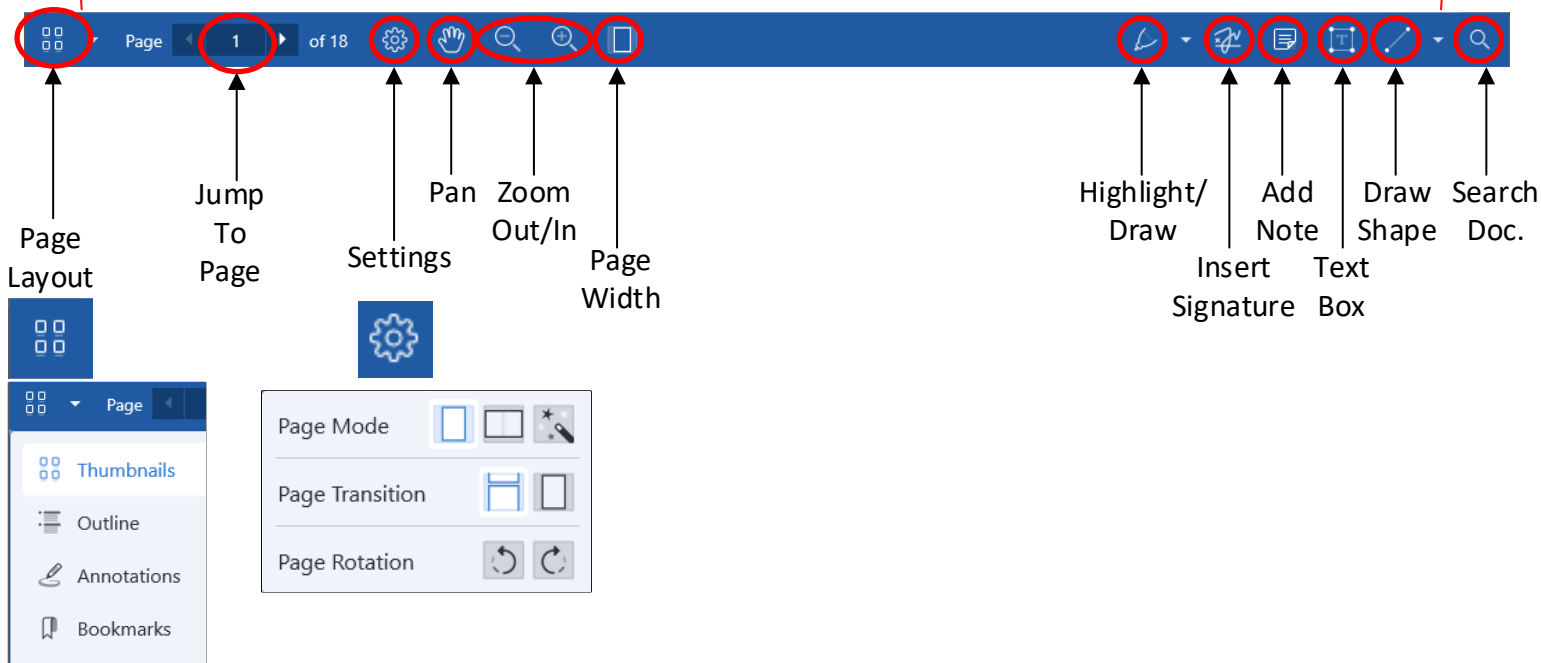 Page 1 of 18
Page
Layout
Jump
To
Page
Settings
Pan
Zoom
Out/In
Page
Width
Highlight/
Draw
Insert
Signature
Add
Note
Text
Box
Draw
Shape
Search
Doc.
Page
Thumbnails
Outline
Annotations
Bookmarks
Page Mode
Page Transition
Page Rotation